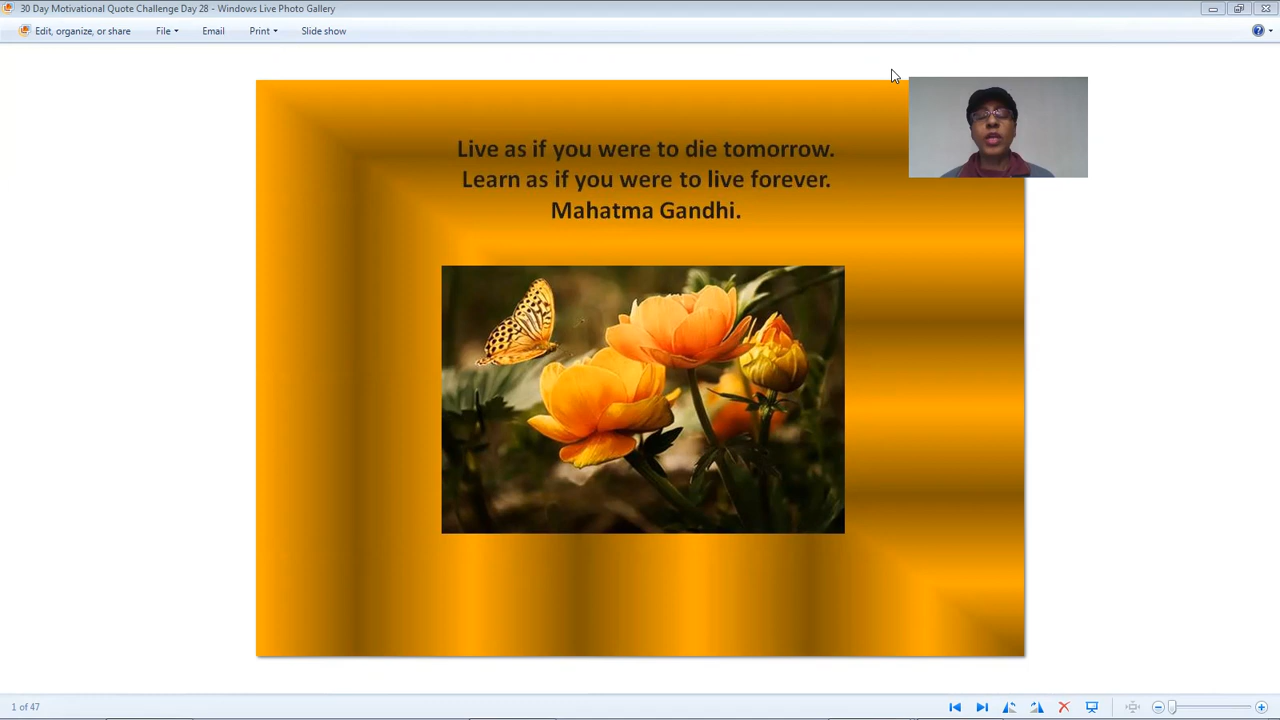 30 Day Motivational Quote Challenge Day 28 - Windows Live Photo Gallery
Edit, organize, or share File Email Print Slide show
Live as if you were to die tomorrow.
Learn as if you were to live forever.
Mahatma Gandhi.
1 of 47